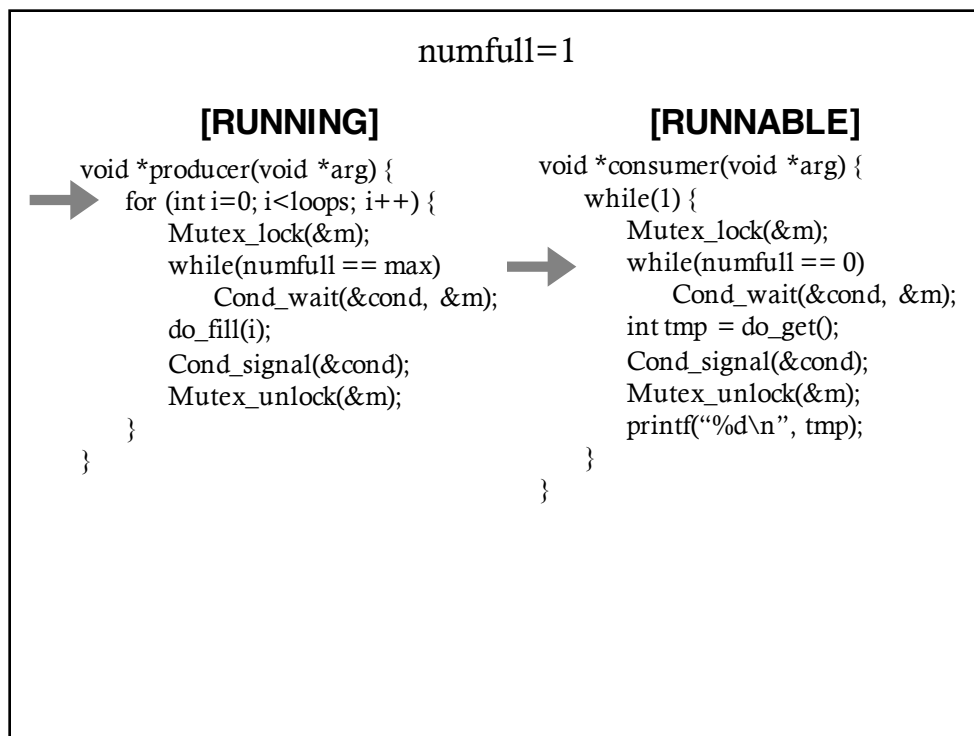 numfull=1
[RUNNING]
void *producer(void *arg) {
for (int i=0; i<loops; i++) {
Mutex_lock(&m);
while(numfull == max)
Cond_wait(&cond, &m);
do_fill(i);
Cond_signal(&cond);
Mutex_unlock(&m);
}
}
[RUNNABLE]
void *consumer(void *arg) {
while(1) {
Mutex_lock(&m);
while(numfull == 0)
Cond_wait(&cond, &m);
int tmp = do_get();
Cond_signal(&cond);
Mutex_unlock(&m);
printf(“%d\n”, tmp);
}
}